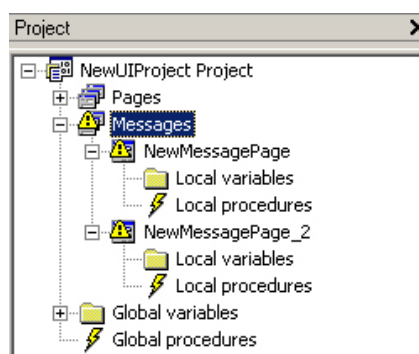 Project
NewUIProject Project
Pages
Messages
NewMessagePage
Local variables
Local procedures
NewMessagePage_2
Local variables
Local procedures
Global variables
Global procedures